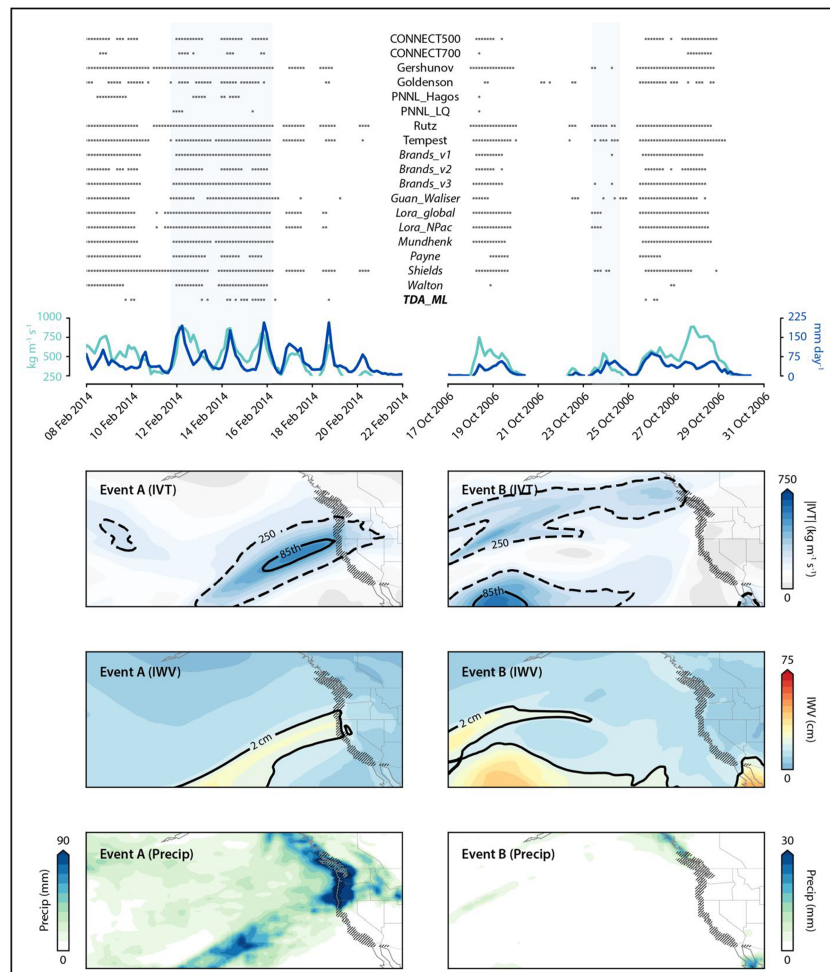 CONNECT500
CONNECT700
Gershunov
Goldenson
PNNL_Hagos
PNNL_LQ
Rutz
Tempest
Brands_v1
Brands_v2
Brands_v3
Guan_Waliser
Lora_global
Lora_NPac
Mundhenk
Payne
Shields
Walton
TDA_ML
kg m s⁻¹
1000
750
500
250
225
150
75
0
mm day⁻¹
08 Feb 2014
10 Feb 2014
12 Feb 2014
14 Feb 2014
16 Feb 2014
18 Feb 2014
20 Feb 2014
22 Feb 2014
17 Oct 2006
19 Oct 2006
21 Oct 2006
23 Oct 2006
25 Oct 2006
27 Oct 2006
29 Oct 2006
31 Oct 2006
Event A (IVT)
250
85th
Event B (IVT)
250
85th
750
0
|IVT| (kg m⁻¹ s⁻¹)
Event A (IWV)
2 cm
Event B (IWV)
2 cm
75
0
IWV (cm)
90
0
Precip (mm)
Event A (Precip)
Event B (Precip)
30
0
Precip (mm)